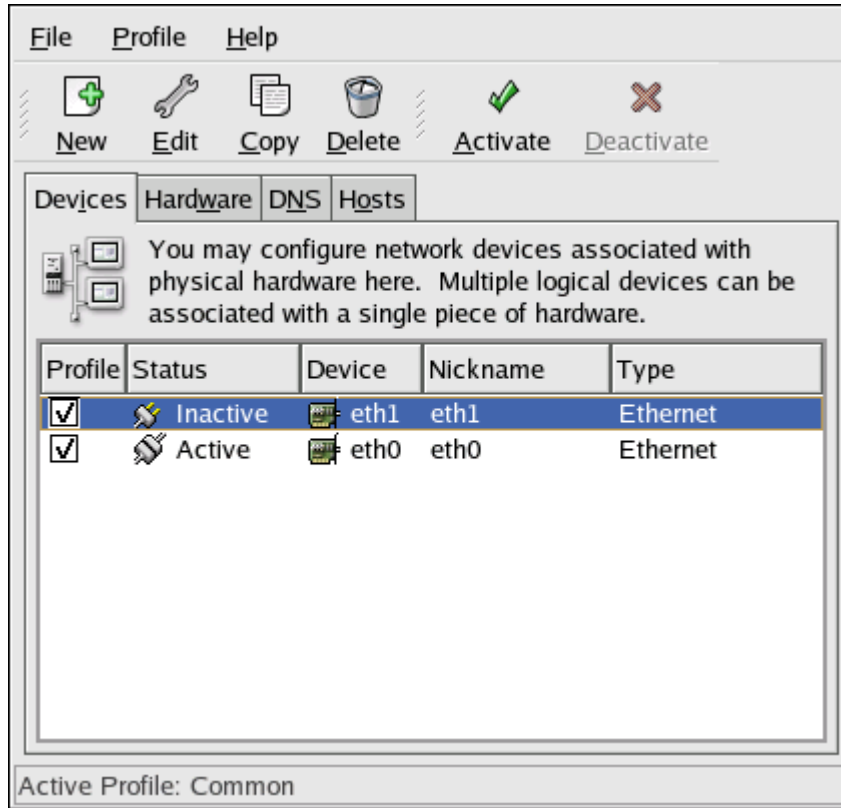 File Profile Help
New Edit Copy Delete Activate Deactivate
Devices Hardware DNS Hosts
You may configure network devices associated with
physical hardware here.  Multiple logical devices can be
associated with a single piece of hardware.
Profile Status Device Nickname Type
Inactive eth1 eth1 Ethernet
Active eth0 eth0 Ethernet
Active Profile: Common